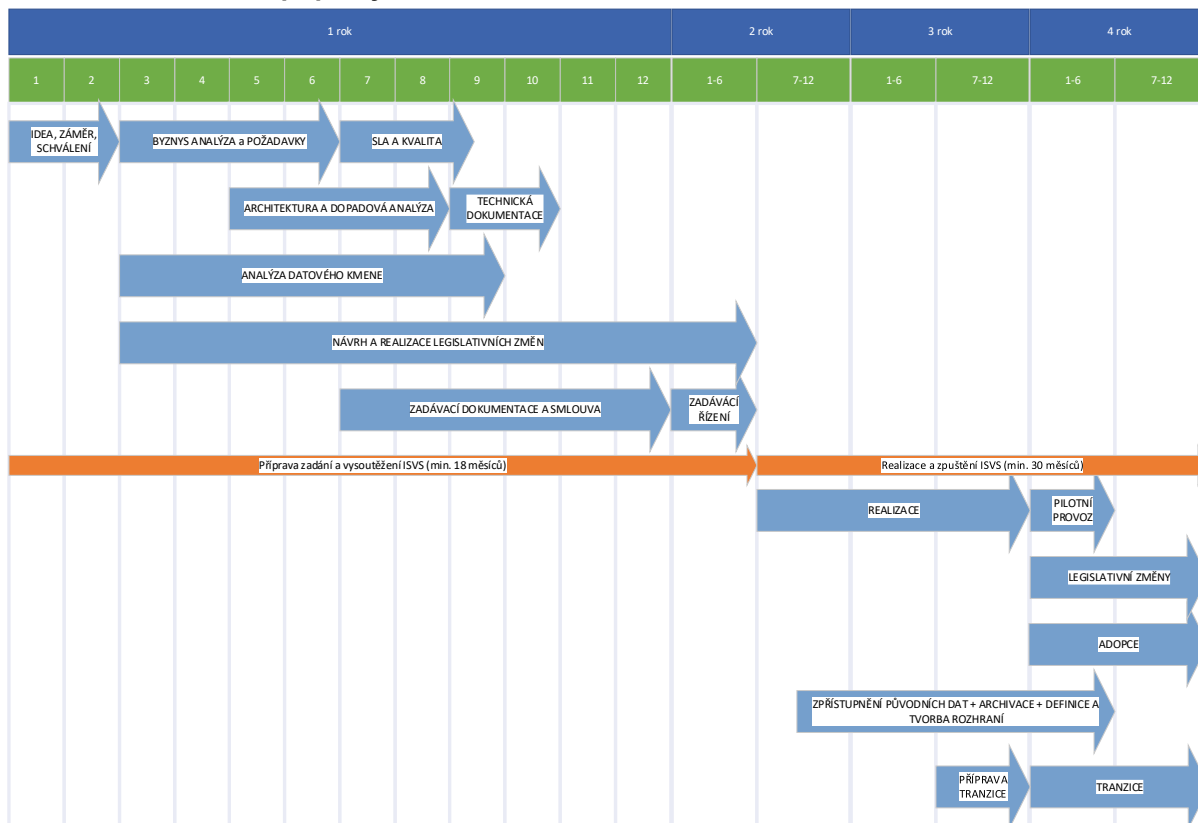 1 rok
2 rok
3 rok
4 rok
1
2
3
4
5
6
7
8
9
10
11
12
1-6
7-12
1-6
7-12
1-6
7-12
IDEA, ZÁMĚR,
SCHVÁLENÍ
BYZNYS ANALÝZA a POŽADAVKY
SLA A KVALITA
ARCHITEKTURA A DOPADOVÁ ANALÝZA
TECHNICKÁ
DOKUMENTACE
ANALÝZA DATOVÉHO KMENE
NÁVRH A REALIZACE LEGISLATIVNÍCH ZMĚN
ZADÁVACÍ DOKUMENTACE A SMLOUVA
ZADÁVÁCÍ
ŘÍZENÍ
Příprava zadání a vysoutěžení ISVS (min. 18 měsíců)
Realizace a zpuštění ISVS (min. 30 měsíců)
REALIZACE
PILOTNÍ
PROVOZ
LEGISLATIVNÍ ZMĚNY
ADOPCE
ZPŘÍSTUPNĚNÍ PŮVODNÍCH DAT + ARCHIVACE + DEFINICE A
TVORBA ROZHRANÍ
PŘÍPRAVA
TRANZICE
TRANZICE